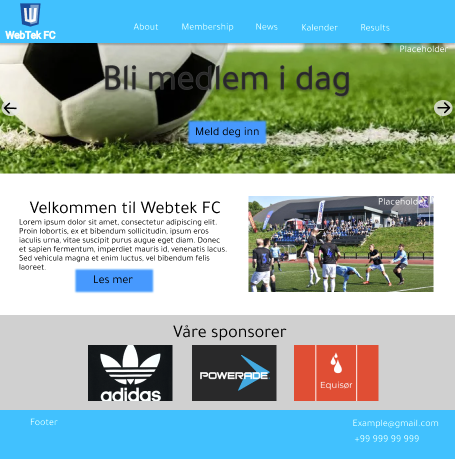 WebTek FC
About
Membership
News
Kalender
Results
Placeholder
Bli medlem i dag
Meld deg inn
Velkommen til Webtek FC
Lorem ipsum dolor sit amet, consectetur adipiscing elit.
Proin lobortis, ex et bibendum sollicitudin, ipsum eros
iaculis urna, vitae suscipit purus augue eget diam. Donec
et sapien fermentum, imperdiet mauris id, venenatis lacus.
Sed vehicula magna et enim luctus, vel bibendum felis
laoreet.
Les mer
Placeholder
Våre sponsorer
adidas
POWERADE
Equisør
Footer
Example@gmail.com
+99 999 99 999